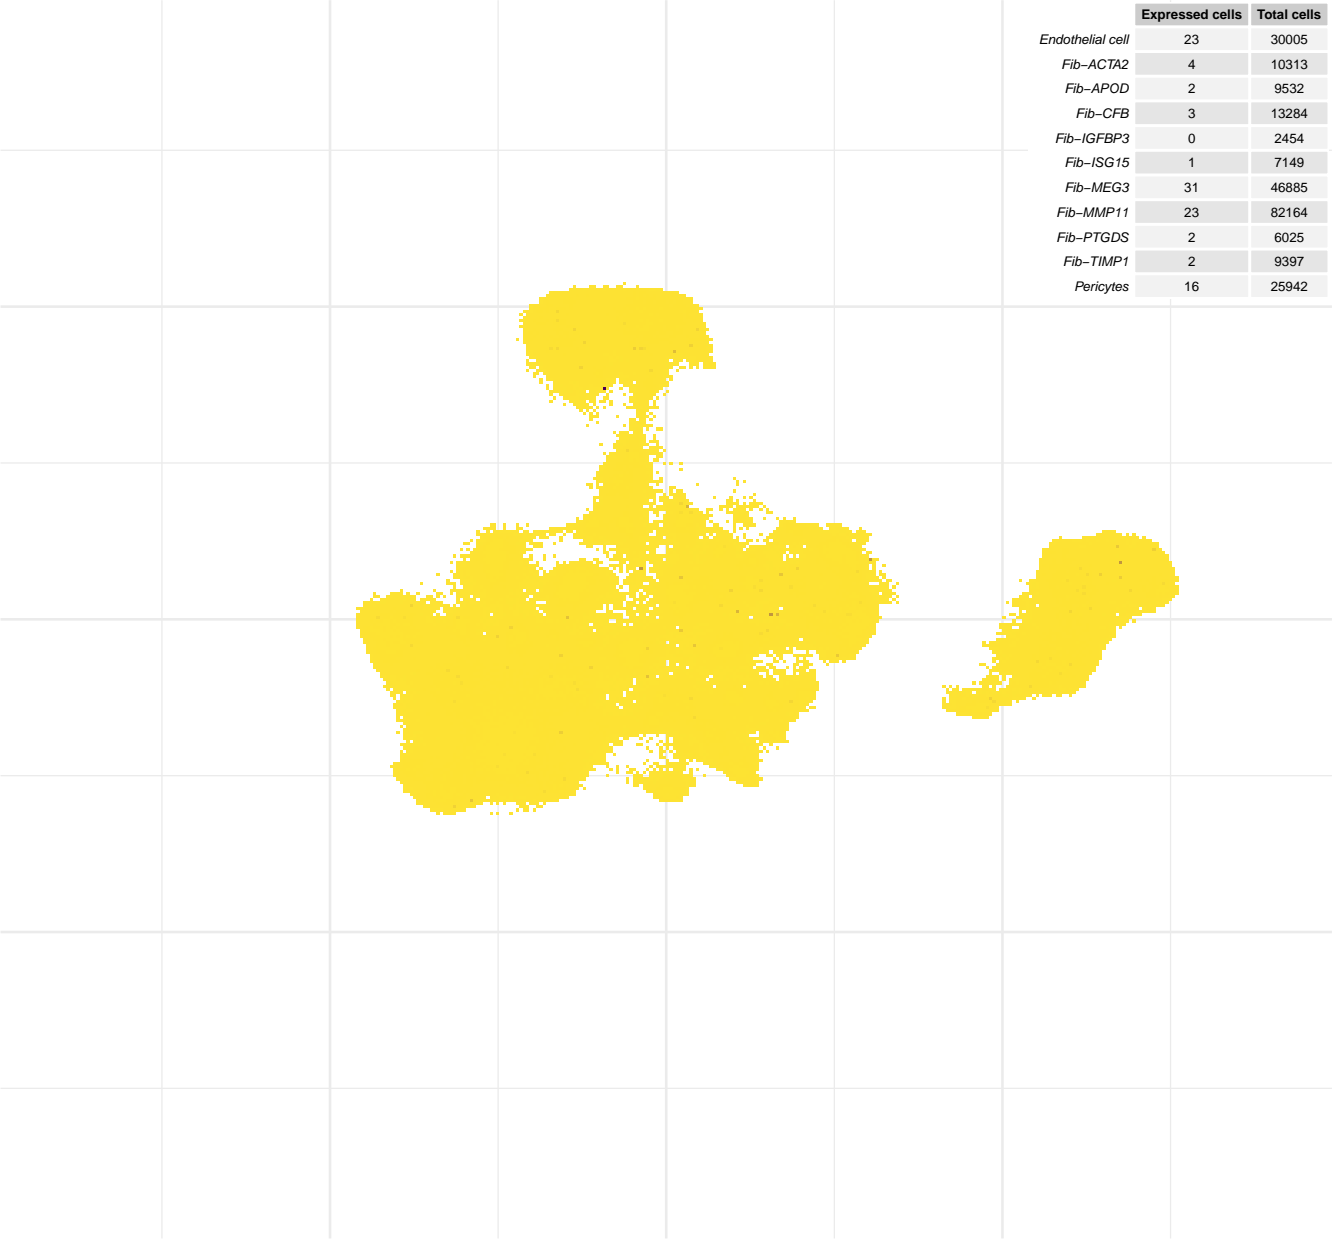 Expressed cells Total cells
Endothelial cell 23 30005
Fib−ACTA2 4 10313
Fib−APOD 2 9532
Fib−CFB 3 13284
Fib−IGFBP3 0 2454
Fib−ISG15 1 7149
Fib−MEG3 31 46885
Fib−MMP11 23 82164
Fib−PTGDS 2 6025
Fib−TIMP1 2 9397
Pericytes 16 25942